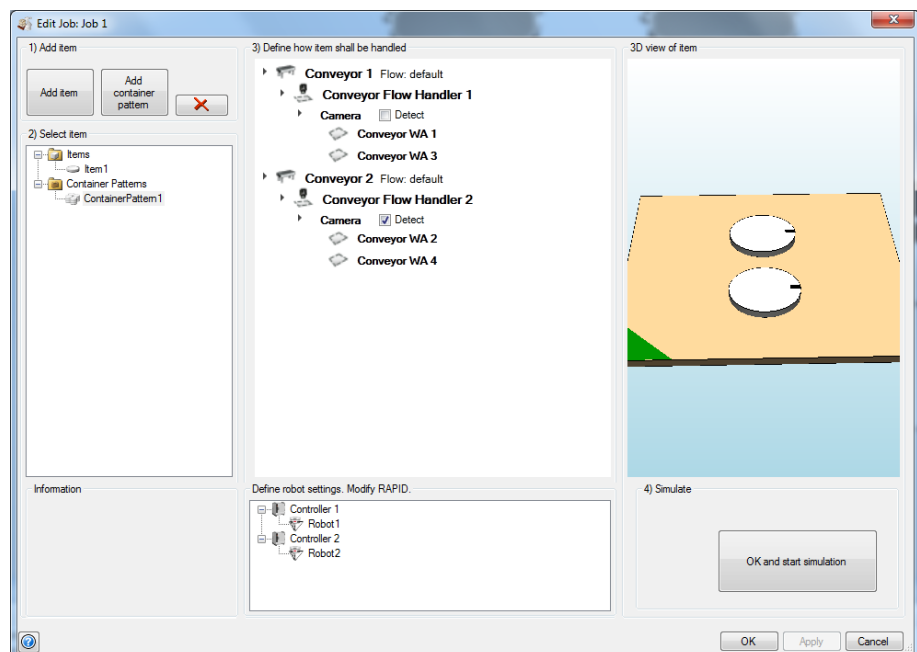 Edit Job: Job 1
1) Add item
Add item
Add container pattern
2) Select item
Items
Item1
Container Patterns
ContainerPattern1
Information
3) Define how item shall be handled
Conveyor 1 Flow: default
Conveyor Flow Handler 1
Camera Detect
Conveyor WA 1
Conveyor WA 3
Conveyor 2 Flow: default
Conveyor Flow Handler 2
Camera Detect
Conveyor WA 2
Conveyor WA 4
Define robot settings. Modify RAPID.
Controller 1
Robot1
Controller 2
Robot2
3D view of item
4) Simulate
OK and start simulation
OK Apply Cancel